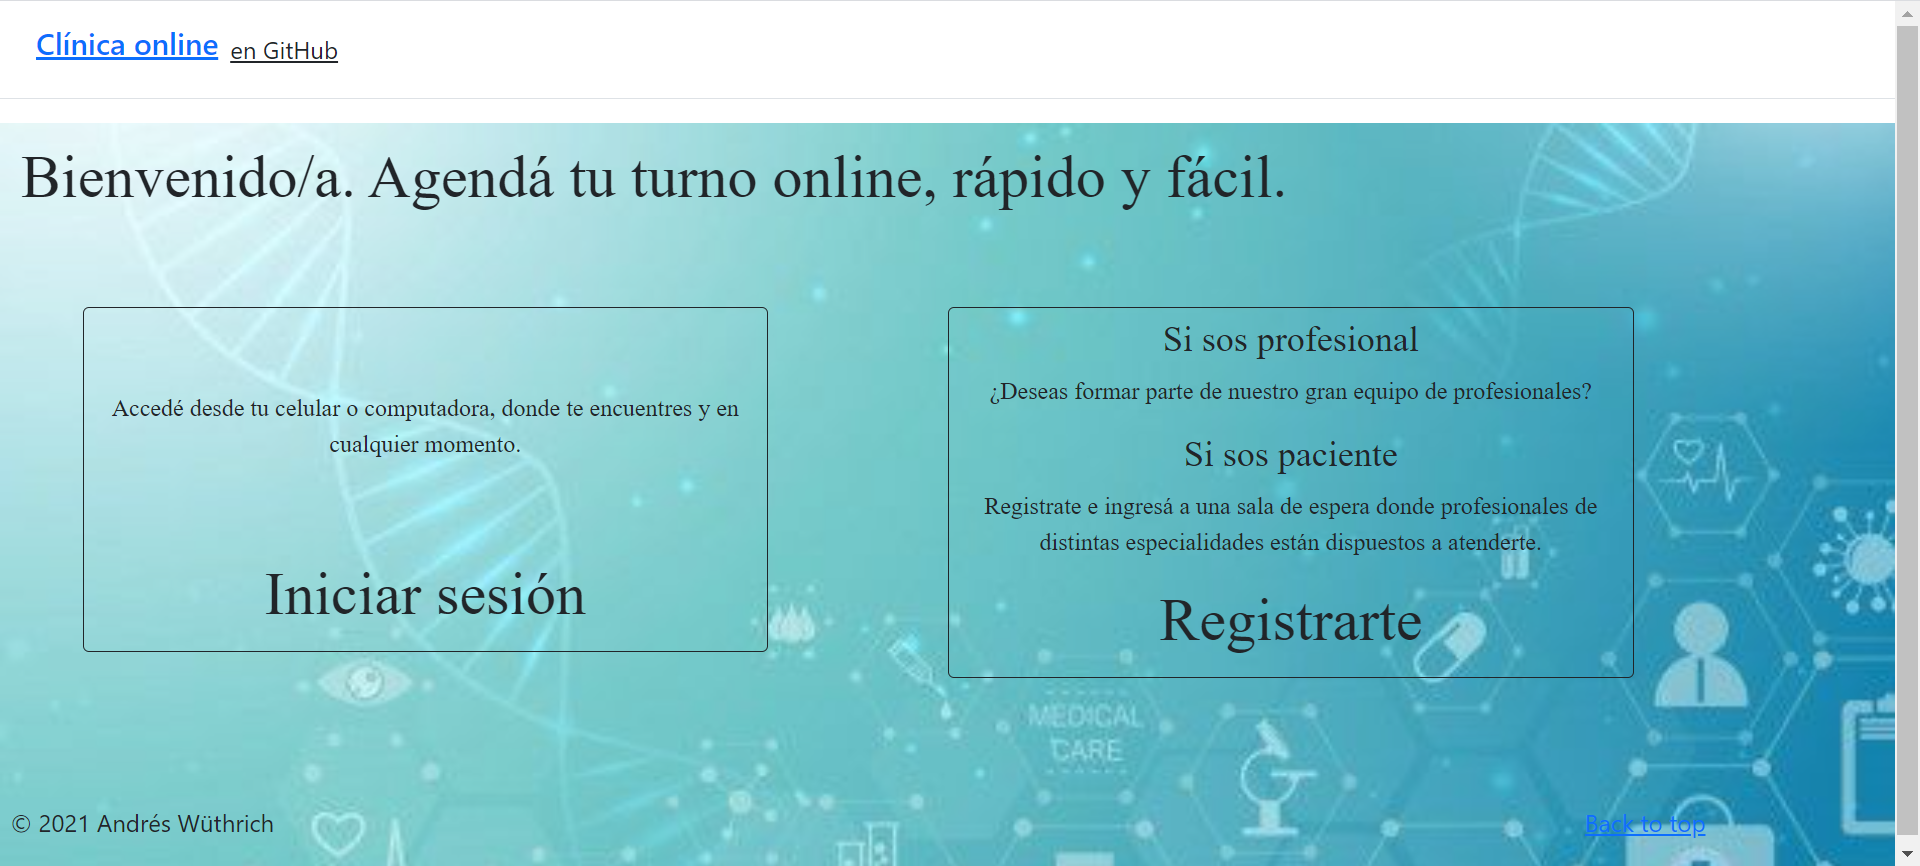 Clínica online en GitHub
Bienvenido/a. Agendá tu turno online, rápido y fácil.
Accedé desde tu celular o computadora, donde te encuentres y en
cualquier momento.
Iniciar sesión
Si sos profesional
¿Deseas formar parte de nuestro gran equipo de profesionales?
Si sos paciente
Registrate e ingresá a una sala de espera donde profesionales de
distintas especialidades están dispuestos a atenderte.
Registrarte
MEDICAL
CARE
© 2021 Andrés Wüthrich
Back to top